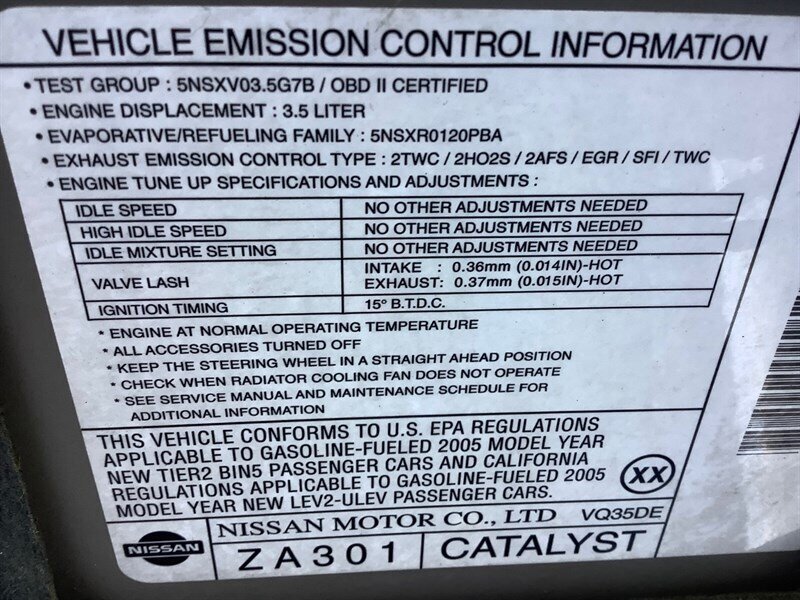 VEHICLE EMISSION CONTROL INFORMATION
• TEST GROUP : 5NSXV03.5G7B / OBD II CERTIFIED
• ENGINE DISPLACEMENT : 3.5 LITER
• EVAPORATIVE/REFUELING FAMILY : 5NSXR0120PBA
• EXHAUST EMISSION CONTROL TYPE : 2TWC / 2HO2S / 2AFS / EGR / SFI / TWC
• ENGINE TUNE UP SPECIFICATIONS AND ADJUSTMENTS :
IDLE SPEED NO OTHER ADJUSTMENTS NEEDED
HIGH IDLE SPEED NO OTHER ADJUSTMENTS NEEDED
IDLE MIXTURE SETTING NO OTHER ADJUSTMENTS NEEDED
VALVE LASH INTAKE : 0.36mm (0.014IN)-HOT
EXHAUST: 0.37mm (0.015IN)-HOT
IGNITION TIMING 15° B.T.D.C.
* ENGINE AT NORMAL OPERATING TEMPERATURE
* ALL ACCESSORIES TURNED OFF
* KEEP THE STEERING WHEEL IN A STRAIGHT AHEAD POSITION
* CHECK WHEN RADIATOR COOLING FAN DOES NOT OPERATE
* SEE SERVICE MANUAL AND MAINTENANCE SCHEDULE FOR
ADDITIONAL INFORMATION
THIS VEHICLE CONFORMS TO U.S. EPA REGULATIONS
APPLICABLE TO GASOLINE-FUELED 2005 MODEL YEAR
NEW TIER2 BIN5 PASSENGER CARS AND CALIFORNIA
REGULATIONS APPLICABLE TO GASOLINE-FUELED 2005
MODEL YEAR NEW LEV2-ULEV PASSENGER CARS.
XX
NISSAN MOTOR CO., LTD VQ35DE
NISSAN
ZA301 CATALYST